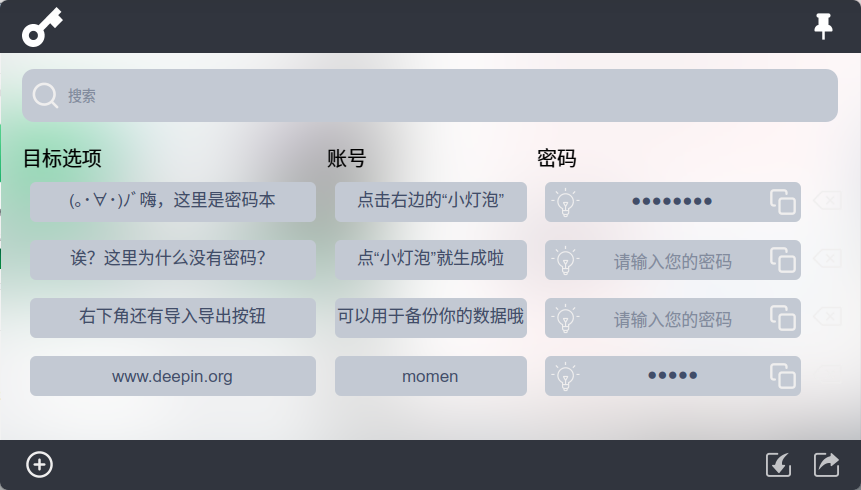 搜索
目标选项 账号 密码
(｡･∀･)ﾉﾞ嗨，这里是密码本 点击右边的“小灯泡” ●●●●●●●●
诶？这里为什么没有密码？ 点“小灯泡”就生成啦 请输入您的密码
右下角还有导入导出按钮 可以用于备份你的数据哦 请输入您的密码
www.deepin.org momen ●●●●●